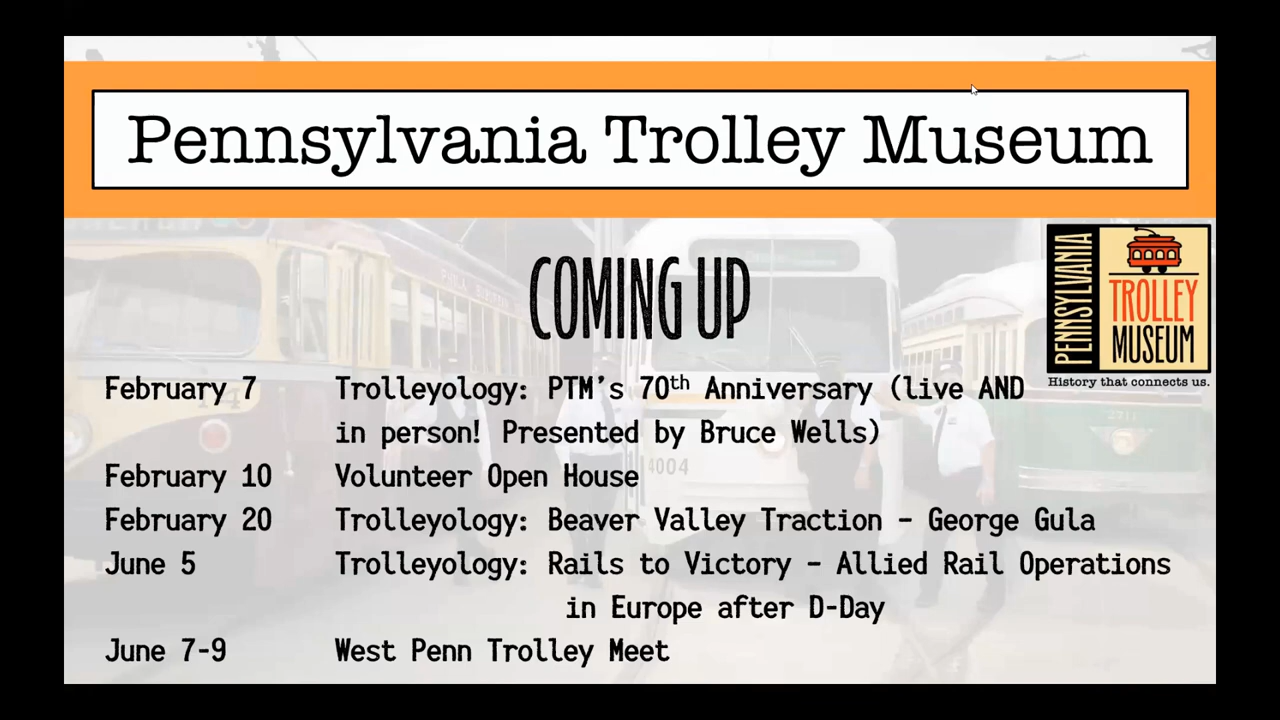 Pennsylvania Trolley Museum
COMING UP
PENNSYLVANIA
TROLLEY
MUSEUM
History that connects us.
February 7 Trolleyology: PTM's 70th Anniversary (live AND
in person! Presented by Bruce Wells)
4004
February 10 Volunteer Open House
February 20 Trolleyology: Beaver Valley Traction – George Gula
June 5 Trolleyology: Rails to Victory – Allied Rail Operations
in Europe after D-Day
June 7-9 West Penn Trolley Meet